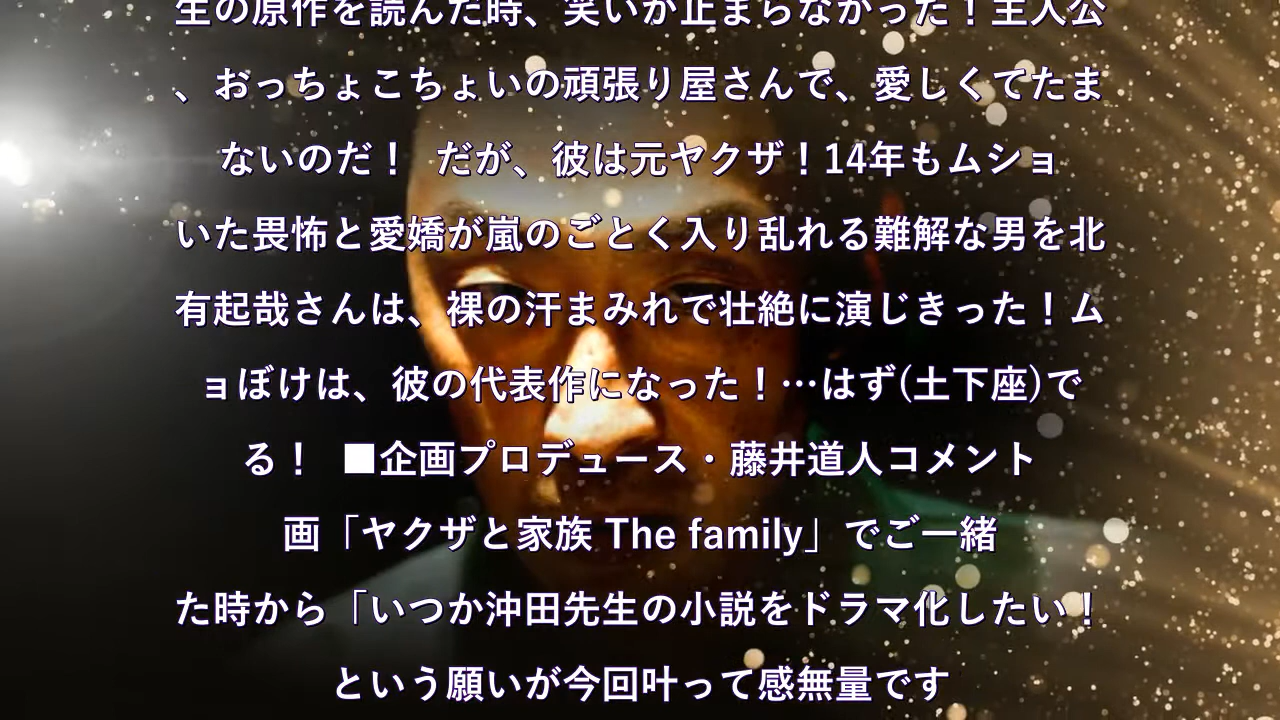 生の原作を読んだ時、笑いが止まらなかった！主人公
、おっちょこちょいの頑張り屋さんで、愛しくてたま
ないのだ！ だが、彼は元ヤクザ！14年もムショ
いた畏怖と愛嬌が嵐のごとく入り乱れる難解な男を北
有起哉さんは、裸の汗まみれで壮絶に演じきった！ム
ョぼけは、彼の代表作になった！…はず(土下座)で
る！ ■企画プロデュース・藤井道人コメント
画「ヤクザと家族 The family」でご一緒
た時から「いつか沖田先生の小説をドラマ化したい！
という願いが今回叶って感無量です